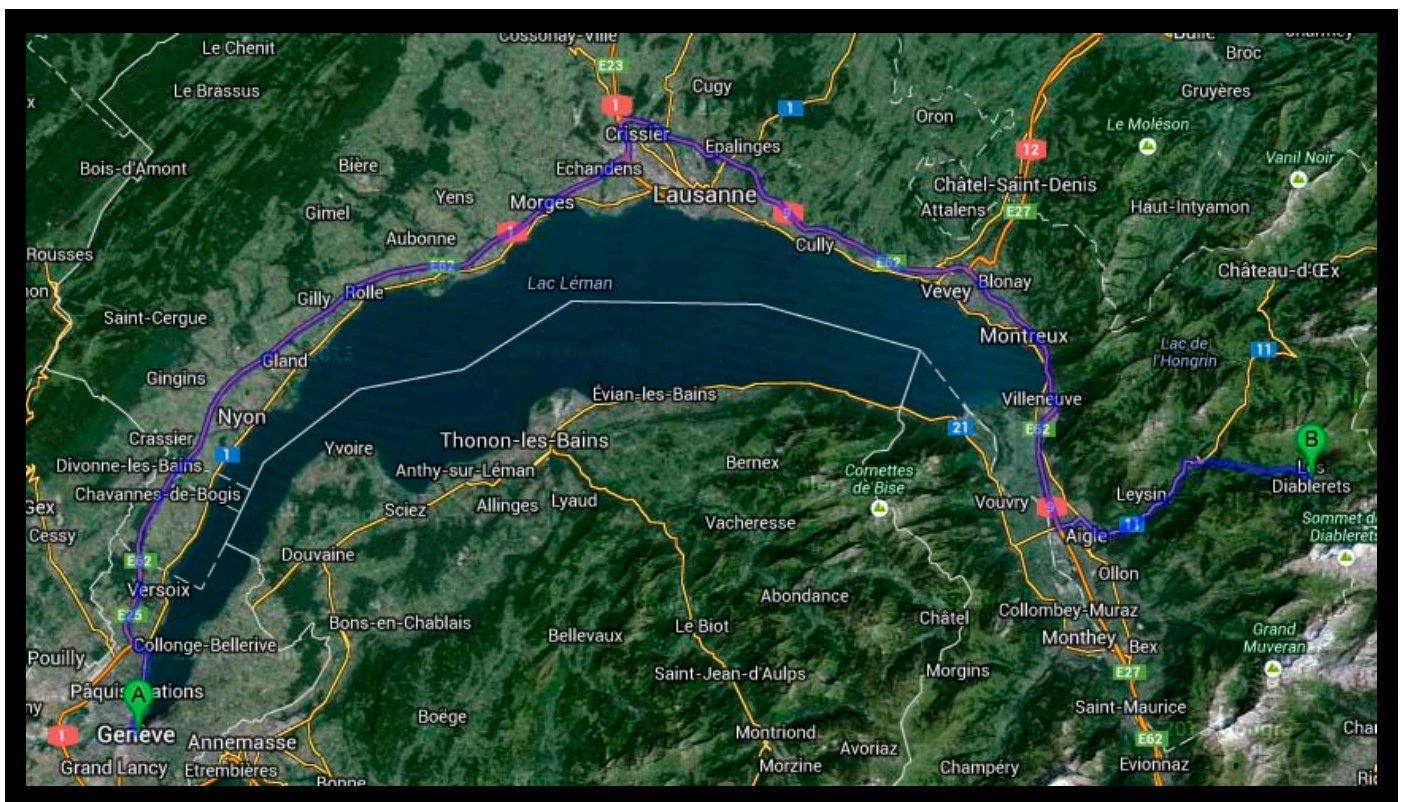 Cossonay-Ville
Bulle
Charmey
Le Chenit
Broc
E23
Le Brassus
Cugy
Gruyères
1
1
Oron
Le Moléson
Crissier
Epalinges
12
Bois-d'Amont
Bière
Echandens
Vanil Noir
Yens
Lausanne
Châtel-Saint-Denis
Morges
Gimel
Attalens
E27
Haut-Intyamon
9
1
Aubonne
Cully
Rousses
E62
E62
Château-d'Œx
Lac Léman
Blonay
Gilly
Rolle
Vevey
Saint-Cergue
Montreux
Lac de
l'Hongrin
11
Gland
Gingins
Évian-les-Bains
Villeneuve
Nyon
21
E62
Crassier
Thonon-les-Bains
B
Yvoire
1
Divonne-les-Bains
Bernex
Anthy-sur-Léman
Cornettes
de Bise
Les
Diablerets
Chavannes-de-Bogis
Leysin
Allinges
Lyaud
Vouvry
9
Gex
Sciez
Vacheresse
11
Sommet d
Diablerets
Cessy
Aigle
Douvaine
E62
Ollon
Versoix
Abondance
E25
Bons-en-Chablais
Collombey-Muraz
Châtel
Bellevaux
Le Biot
Grand
Muveran
Collonge-Bellerive
Monthey
Bex
Pouilly
Saint-Jean-d'Aulps
Morgins
E27
A
Saint-Maurice
Boëge
1
Genève
Annemasse
Montriond
Avoriaz
E62
Grand Lancy
Etrembières
Morzine
Champéry
Evionnaz
Bonne